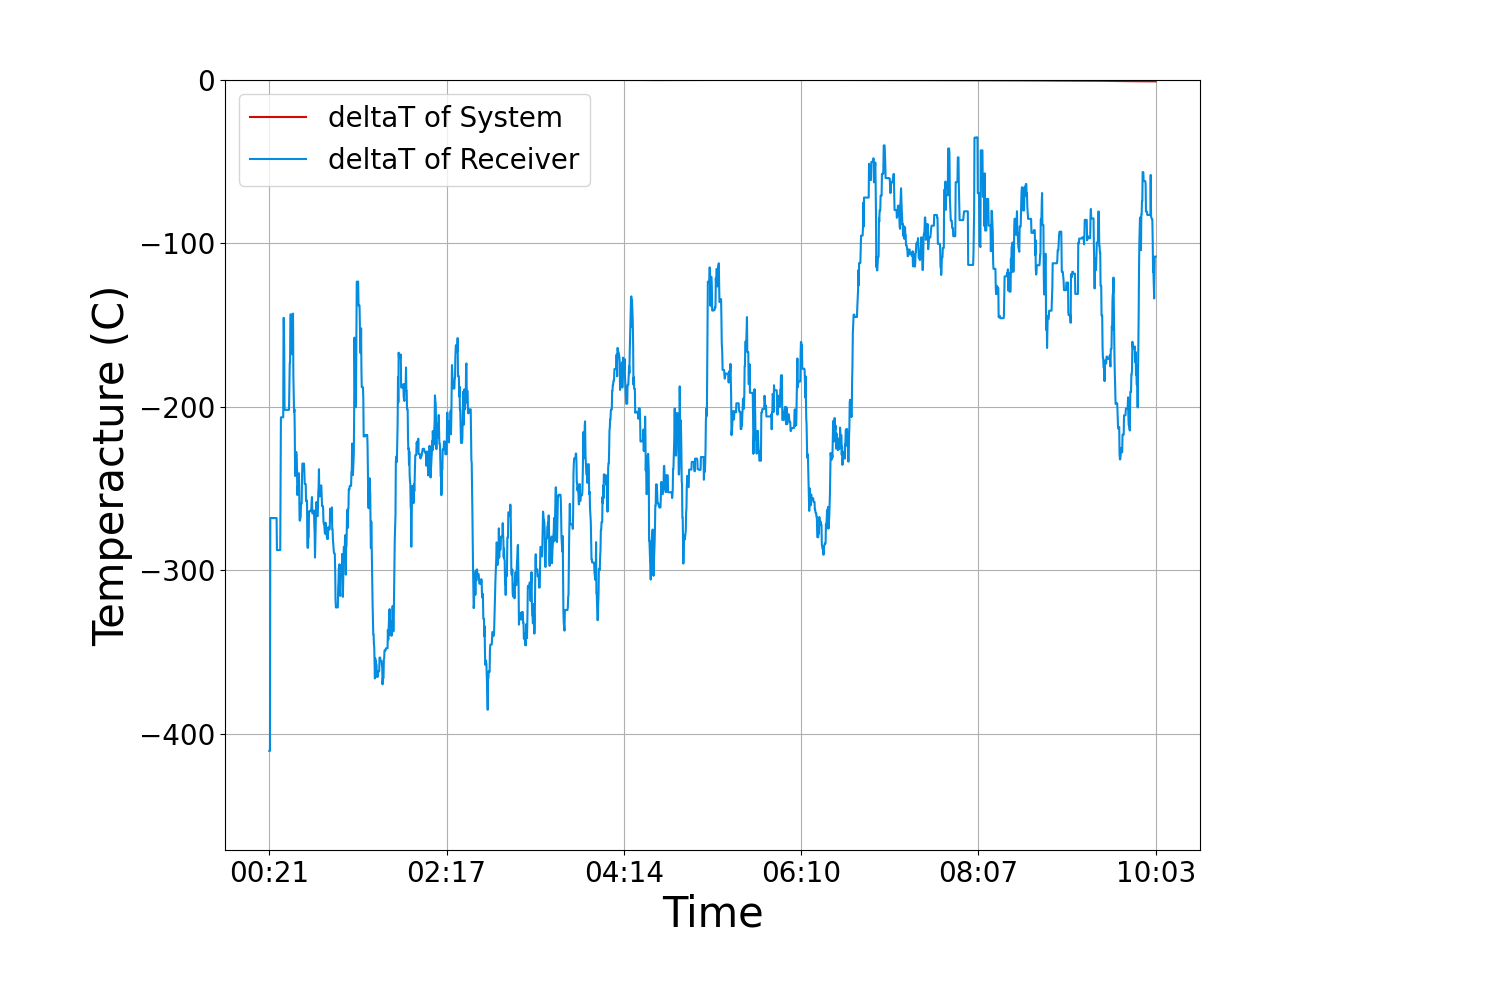 0
−100
−200
−300
−400
Temperacture (C)
deltaT of System
deltaT of Receiver
00:21 02:17 04:14 06:10 08:07 10:03
Time